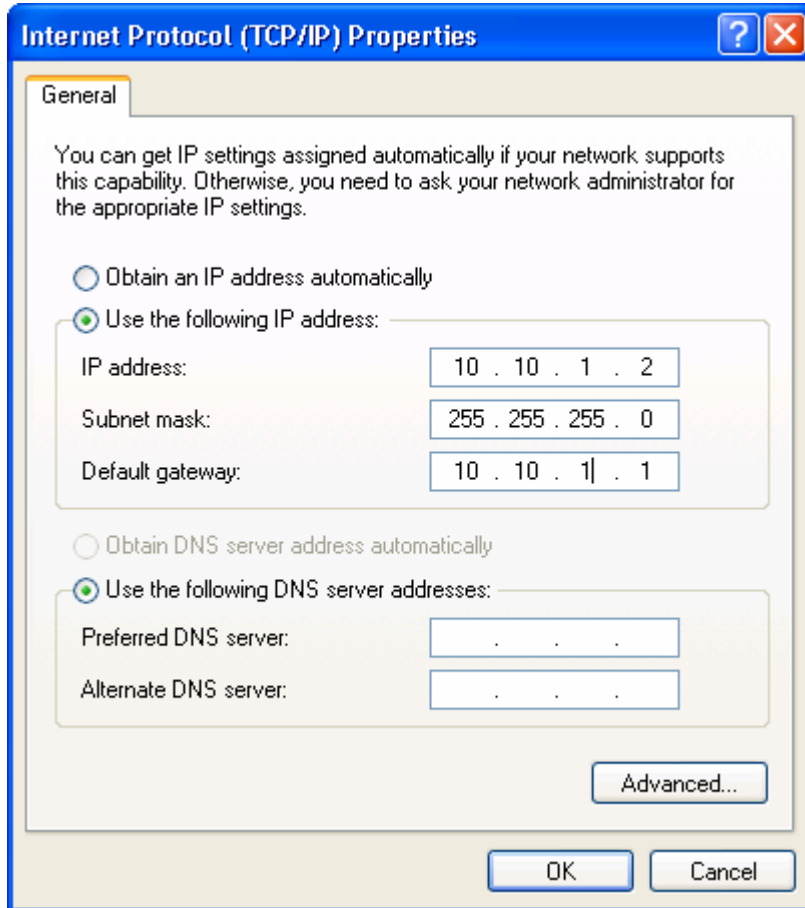 Internet Protocol (TCP/IP) Properties
General
You can get IP settings assigned automatically if your network supports
this capability. Otherwise, you need to ask your network administrator for
the appropriate IP settings.
Obtain an IP address automatically
Use the following IP address:
IP address: 10 . 10 . 1 . 2
Subnet mask: 255 . 255 . 255 . 0
Default gateway: 10 . 10 . 1 . 1
Obtain DNS server address automatically
Use the following DNS server addresses:
Preferred DNS server: . . .
Alternate DNS server: . . .
Advanced...
OK Cancel